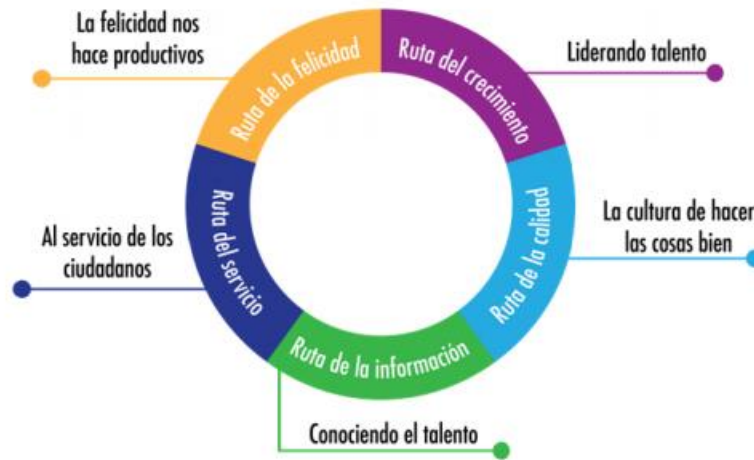 La felicidad nos
hace productivos
Ruta de la felicidad
Ruta del crecimiento
Liderando talento
Al servicio de los
ciudadanos
Ruta del servicio
Ruta de la calidad
La cultura de hacer
las cosas bien
Ruta de la información
Conociendo el talento